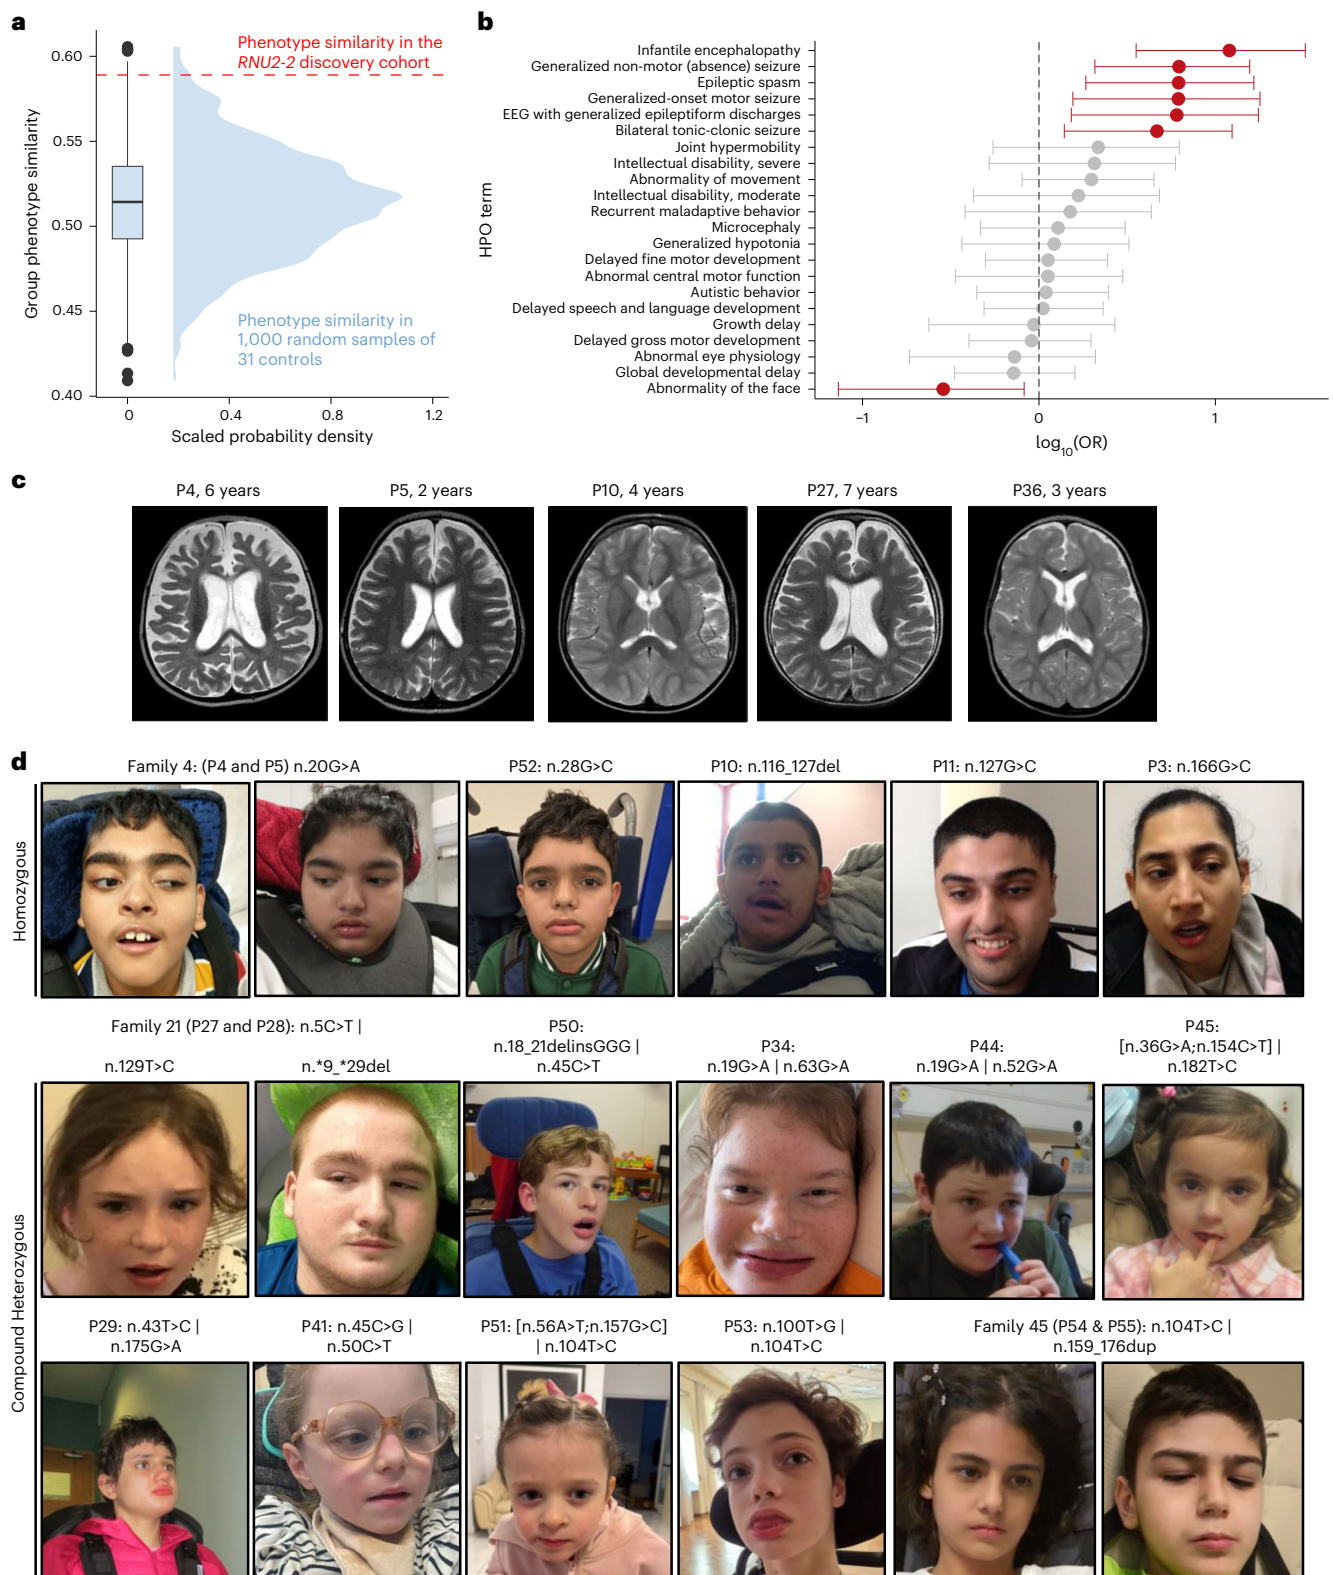 a
0.60
0.55
0.50
0.45
0.40
Group phenotype similarity
Phenotype similarity in the
RNU2-2 discovery cohort
Phenotype similarity in
1,000 random samples of
31 controls
0
0.4
0.8
1.2
Scaled probability density
b
HPO term
Infantile encephalopathy
Generalized non-motor (absence) seizure
Epileptic spasm
Generalized-onset motor seizure
EEG with generalized epileptiform discharges
Bilateral tonic-clonic seizure
Joint hypermobility
Intellectual disability, severe
Abnormality of movement
Intellectual disability, moderate
Recurrent maladaptive behavior
Microcephaly
Generalized hypotonia
Delayed fine motor development
Abnormal central motor function
Autistic behavior
Delayed speech and language development
Growth delay
Delayed gross motor development
Abnormal eye physiology
Global developmental delay
Abnormality of the face
−1
0
1
log10(OR)
c
P4, 6 years
P5, 2 years
P10, 4 years
P27, 7 years
P36, 3 years
d
Homozygous
Family 4: (P4 and P5) n.20G>A
P52: n.28G>C
P10: n.116_127del
P11: n.127G>C
P3: n.166G>C
Compound Heterozygous
Family 21 (P27 and P28): n.5C>T |
n.129T>C
n.*9_*29del
P50:
n.18_21delinsGGG |
n.45C>T
P34:
n.19G>A | n.63G>A
P44:
n.19G>A | n.52G>A
P45:
[n.36G>A;n.154C>T] |
n.182T>C
P29: n.43T>C |
n.175G>A
P41: n.45C>G |
n.50C>T
P51: [n.56A>T;n.157G>C]
| n.104T>C
P53: n.100T>G |
n.104T>C
Family 45 (P54 & P55): n.104T>C |
n.159_176dup